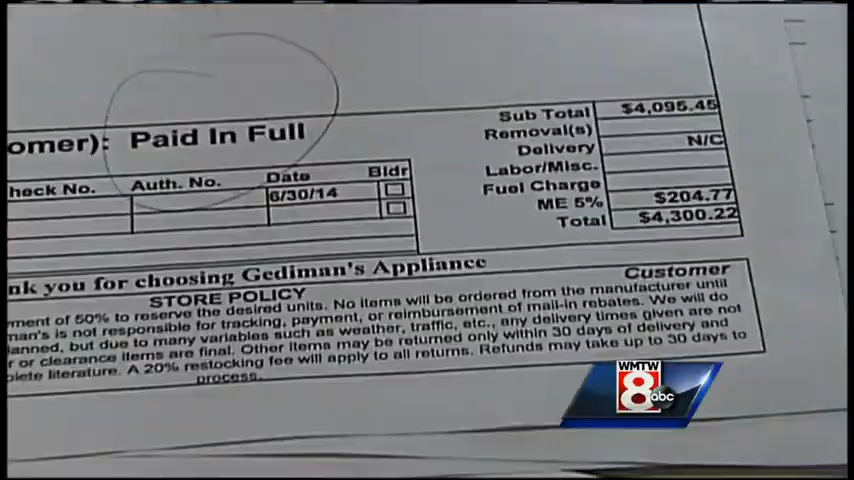 Sub Total $4,095.45
Removal(s)
omer): Paid In Full
Delivery N/C
Labor/Misc.
heck No. Auth. No. Date Bldr
Fuel Charge
6/30/14
ME 5% $204.77
Total $4,300.22
nk you for choosing Gediman's Appliance
Customer
STORE POLICY
ment of 50% to reserve the desired units. No items will be ordered from the manufacturer until
man's is not responsible for tracking, payment, or reimbursement of mail-in rebates. We will do
anned, but due to many variables such as weather, traffic, etc., any delivery times given are not
r or clearance items are final. Other items may be returned only within 30 days of delivery and
plete literature. A 20% restocking fee will apply to all returns. Refunds may take up to 30 days to
process.
WMTW
8 abc